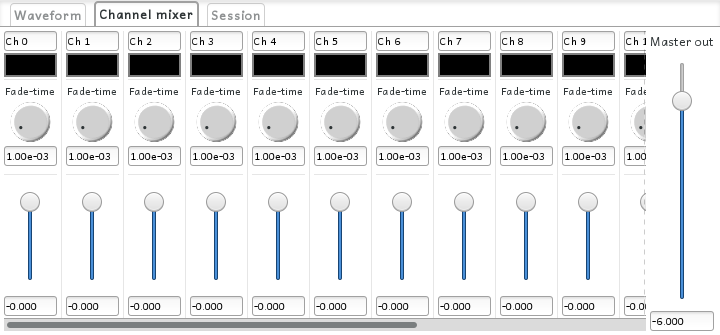 Waveform Channel mixer Session
Ch 0 Ch 1 Ch 2 Ch 3 Ch 4 Ch 5 Ch 6 Ch 7 Ch 8 Ch 9 Ch 1 Master out
Fade-time Fade-time Fade-time Fade-time Fade-time Fade-time Fade-time Fade-time Fade-time Fade-time Fade
1.00e-03 1.00e-03 1.00e-03 1.00e-03 1.00e-03 1.00e-03 1.00e-03 1.00e-03 1.00e-03 1.00e-03 1.00
-0.000 -0.000 -0.000 -0.000 -0.000 -0.000 -0.000 -0.000 -0.000 -0.000 -0.0
-6.000